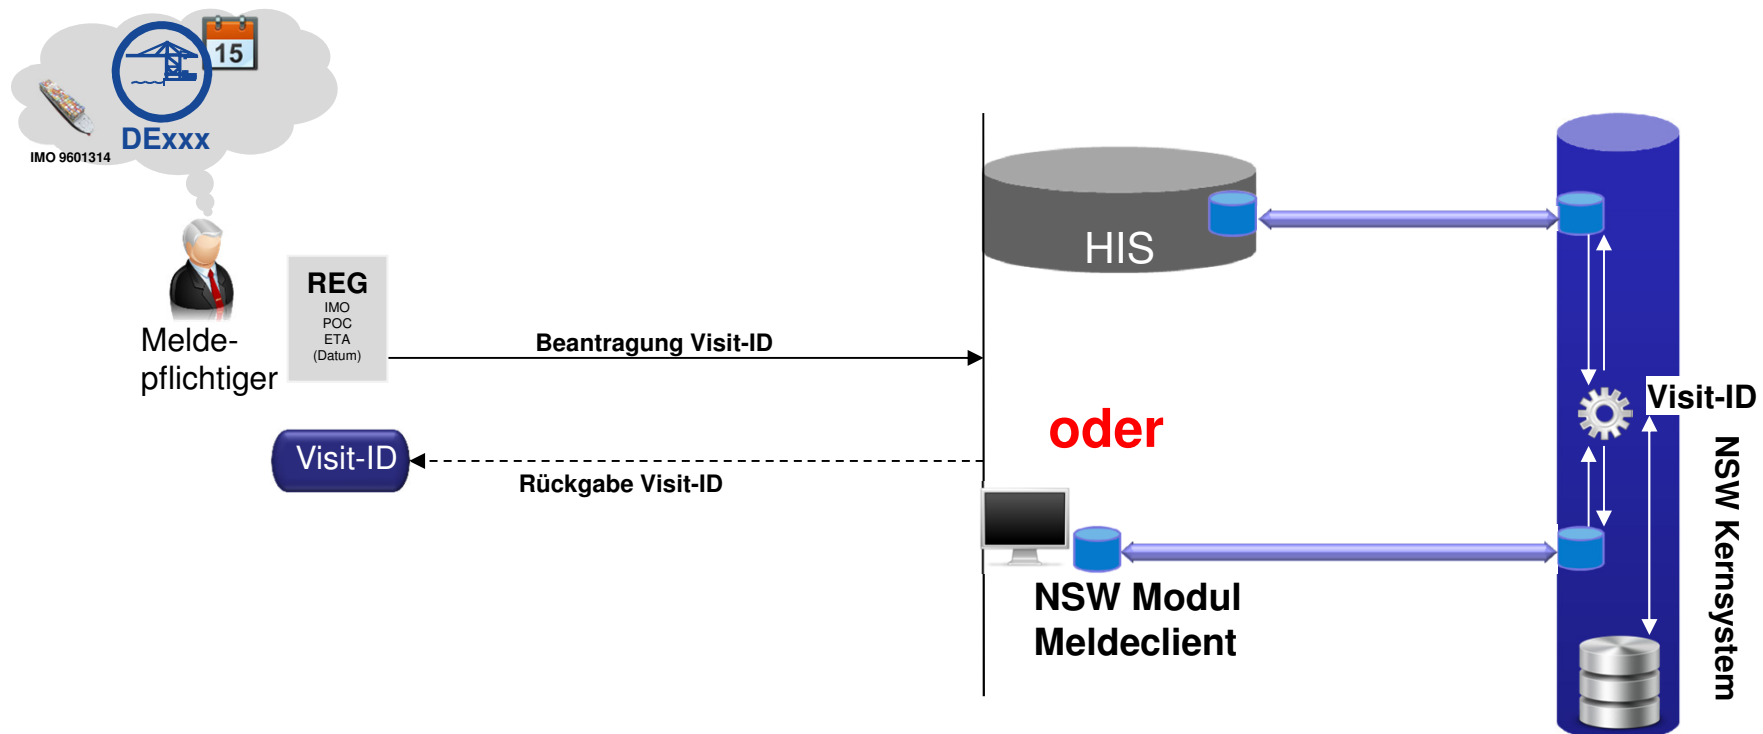 15
DExxx
IMO 9601314
Melde-
pflichtiger
REG
IMO
POC
ETA
(Datum)
Beantragung Visit-ID
Visit-ID
Rückgabe Visit-ID
HIS
oder
NSW Modul
Meldeclient
Visit-ID
NSW Kernsystem